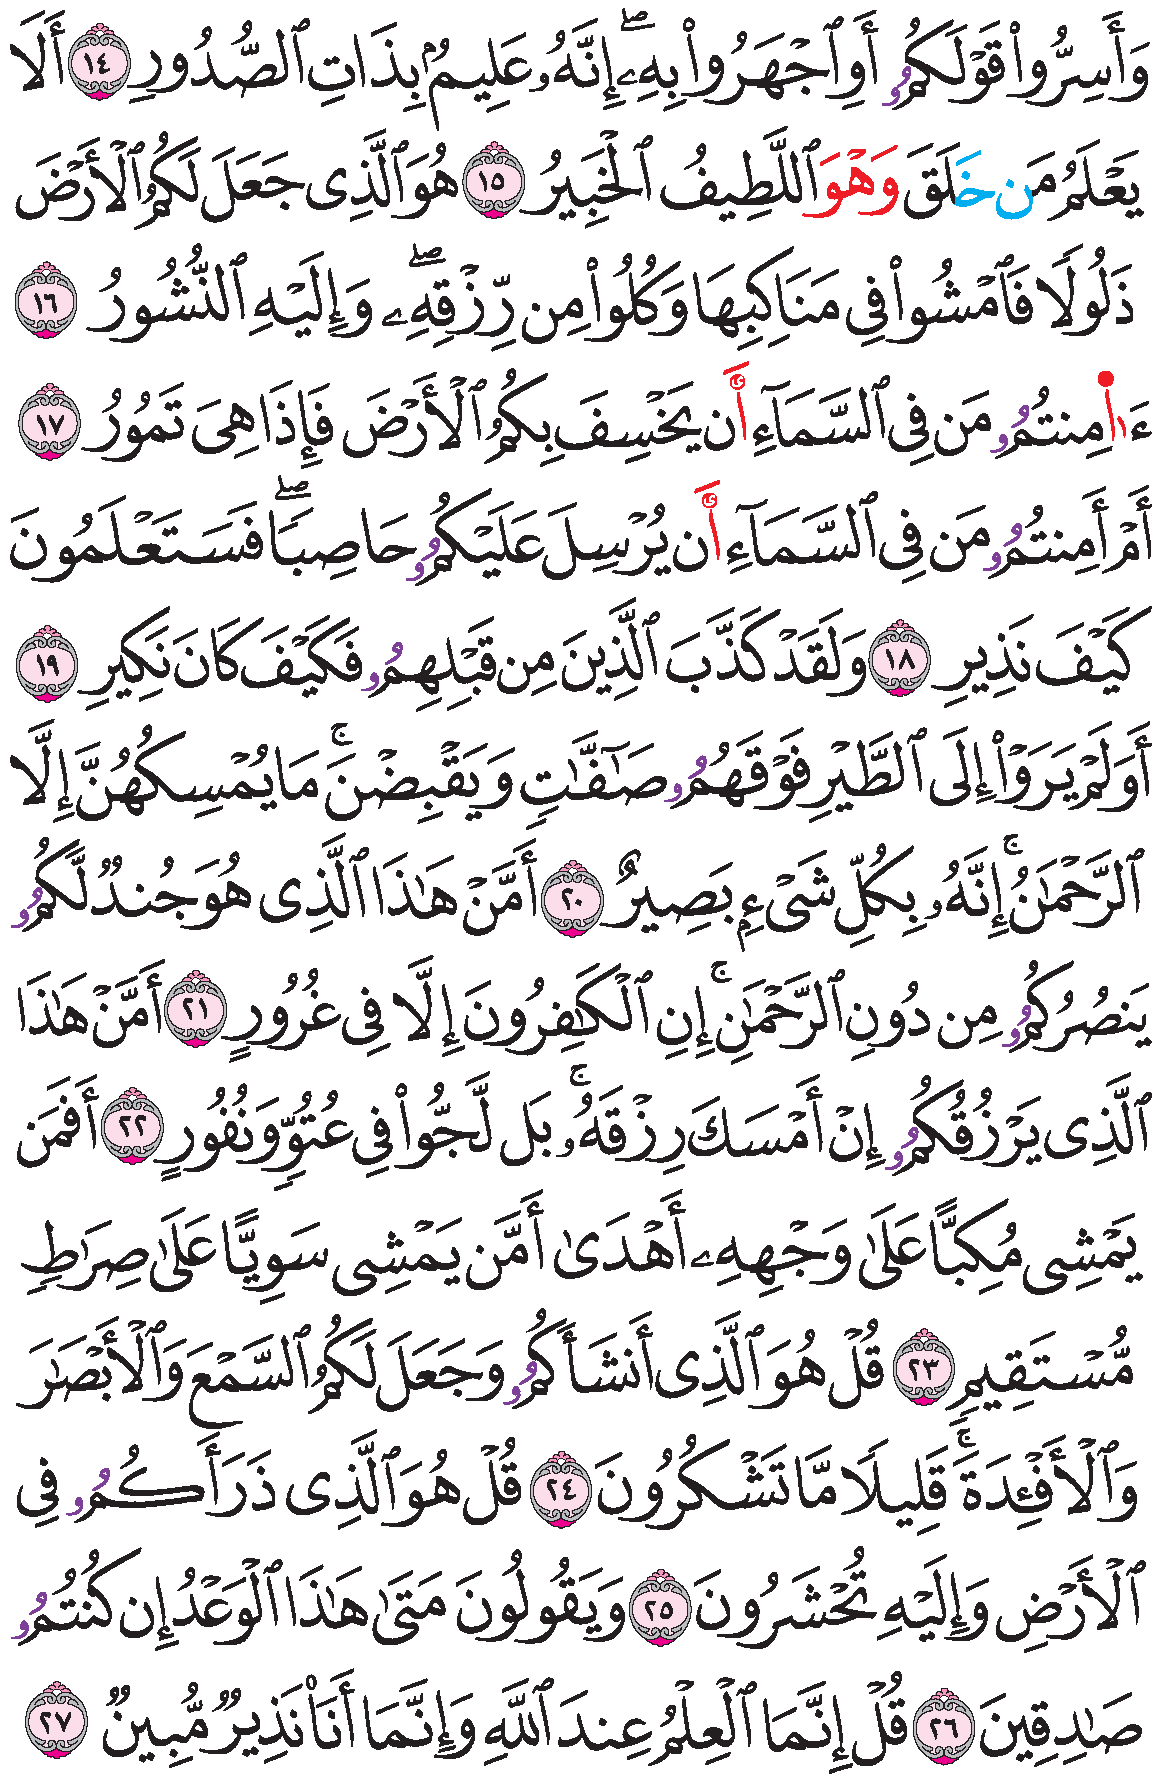 وَأَسِرُّواْ قَوْلَكُمُۥٓ أَوِ ٱجْهَرُواْ بِهِۦٓ ۖ إِنَّهُۥ عَلِيمُۢ بِذَاتِ ٱلصُّدُورِ ١٤ أَلَا
يَعْلَمُ مَن خَلَقَ وَهْوَ ٱللَّطِيفُ ٱلْخَبِيرُ ١٥ هُوَ ٱلَّذِى جَعَلَ لَكُمُ ٱلْأَرْضَ
ذَلُولًا فَٱمْشُواْ فِى مَنَاكِبِهَا وَكُلُواْ مِن رِّزْقِهِۦ ۖ وَإِلَيْهِ ٱلنُّشُورُ ١٦
ءَا۬مِنتُمُۥ مَن فِى ٱلسَّمَآءِ اَ۬ن يَخْسِفَ بِكُمُ ٱلْأَرْضَ فَإِذَا هِىَ تَمُورُ ١٧
أَمْ أَمِنتُمُۥ مَن فِى ٱلسَّمَآءِ اَ۬ن يُرْسِلَ عَلَيْكُمُۥ حَاصِبًا ۖ فَسَتَعْلَمُونَ
كَيْفَ نَذِيرِ ١٨ وَلَقَدْ كَذَّبَ ٱلَّذِينَ مِن قَبْلِهِمُۥ فَكَيْفَ كَانَ نَكِيرِ ١٩
أَوَلَمْ يَرَوْاْ إِلَى ٱلطَّيْرِ فَوْقَهُمُۥ صَٰٓفَّٰتٍ وَيَقْبِضْنَ ۚ مَا يُمْسِكُهُنَّ إِلَّا
ٱلرَّحْمَٰنُ ۚ إِنَّهُۥ بِكُلِّ شَىْءِۭ بَصِيرٌ ٢٠ أَمَّنْ هَٰذَا ٱلَّذِى هُوَ جُندٌ لَّكُمُۥ
يَنصُرُكُمُۥ مِن دُونِ ٱلرَّحْمَٰنِ ۚ إِنِ ٱلْكَٰفِرُونَ إِلَّا فِى غُرُورٍ ٢١ أَمَّنْ هَٰذَا
ٱلَّذِى يَرْزُقُكُمُۥ إِنْ أَمْسَكَ رِزْقَهُۥ ۚ بَل لَّجُّواْ فِى عُتُوٍّ وَنُفُورٍ ٢٢ أَفَمَن
يَمْشِى مُكِبًّا عَلَىٰ وَجْهِهِۦ أَهْدَىٰ أَمَّن يَمْشِى سَوِيًّا عَلَىٰ صِرَٰطٍ
مُّسْتَقِيمٍ ٢٣ قُلْ هُوَ ٱلَّذِى أَنشَأَكُمُۥ وَجَعَلَ لَكُمُ ٱلسَّمْعَ وَٱلْأَبْصَٰرَ
وَٱلْأَفْـِٔدَةَ ۚ قَلِيلًا مَّا تَشْكُرُونَ ٢٤ قُلْ هُوَ ٱلَّذِى ذَرَأَكُمُۥ فِى
ٱلْأَرْضِ وَإِلَيْهِ تُحْشَرُونَ ٢٥ وَيَقُولُونَ مَتَىٰ هَٰذَا ٱلْوَعْدُ إِن كُنتُمُۥ
صَٰدِقِينَ ٢٦ قُلْ إِنَّمَا ٱلْعِلْمُ عِندَ ٱللَّهِ وَإِنَّمَا أَنَا۠ نَذِيرٌ مُّبِينٌ ٢٧